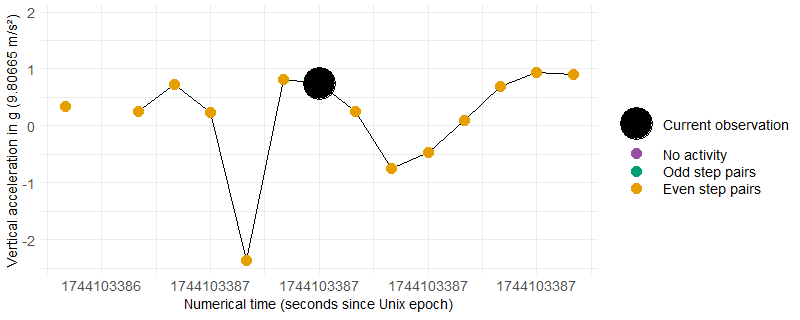 2
1
0
-1
-2
Vertical acceleration in g (9.80665 m/s²)
1744103386 1744103387 1744103387 1744103387 1744103387
Numerical time (seconds since Unix epoch)
Current observation
No activity
Odd step pairs
Even step pairs